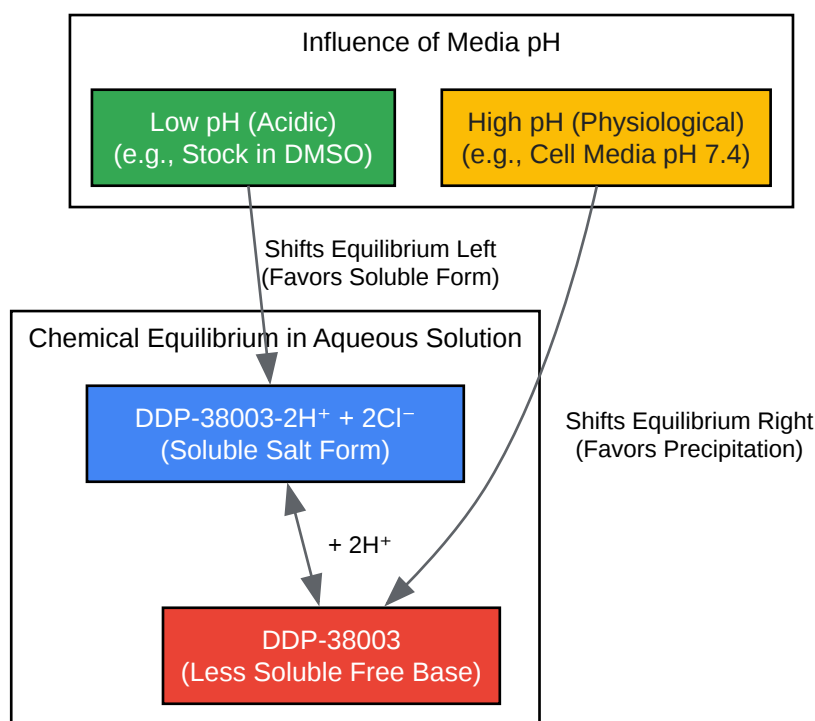 Influence of Media pH
Low pH (Acidic)
(e.g., Stock in DMSO)
High pH (Physiological)
(e.g., Cell Media pH 7.4)
Shifts Equilibrium Left
(Favors Soluble Form)
Chemical Equilibrium in Aqueous Solution
DDP-38003-2H⁺ + 2Cl⁻
(Soluble Salt Form)
Shifts Equilibrium Right
(Favors Precipitation)
+ 2H⁺
DDP-38003
(Less Soluble Free Base)